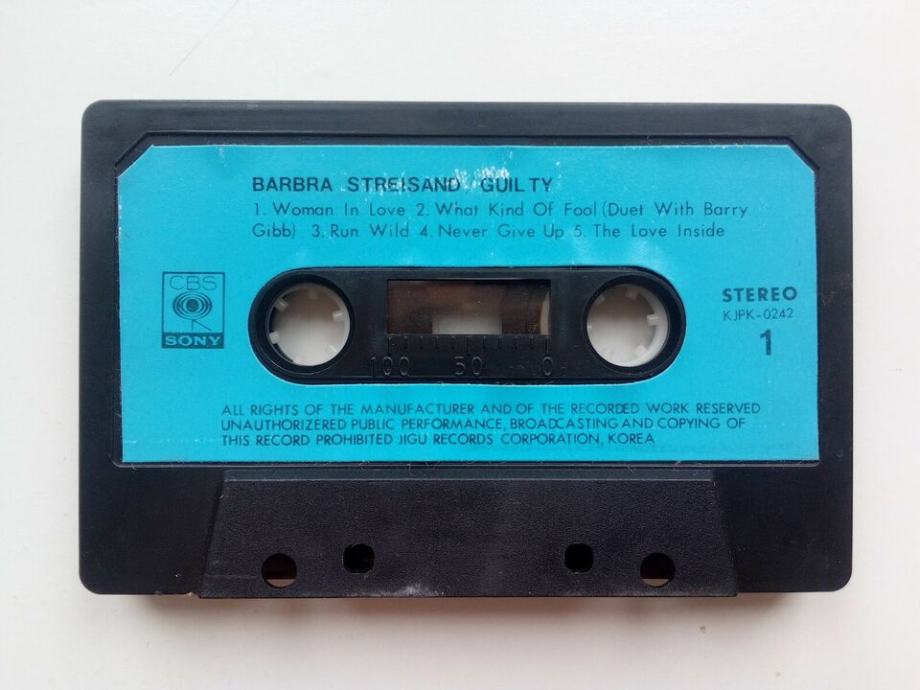 BARBRA STREISAND GUILTY
1. Woman In Love 2. What Kind Of Fool (Duet With Barry
Gibb) 3. Run Wild 4. Never Give Up 5. The Love Inside
CBS
SONY
STEREO
KJPK-0242
1
100 50 0
ALL RIGHTS OF THE MANUFACTURER AND OF THE RECORDED WORK RESERVED
UNAUTHORIZERED PUBLIC PERFORMANCE, BROADCASTING AND COPYING OF
THIS RECORD PROHIBITED JIGU RECORDS CORPORATION, KOREA